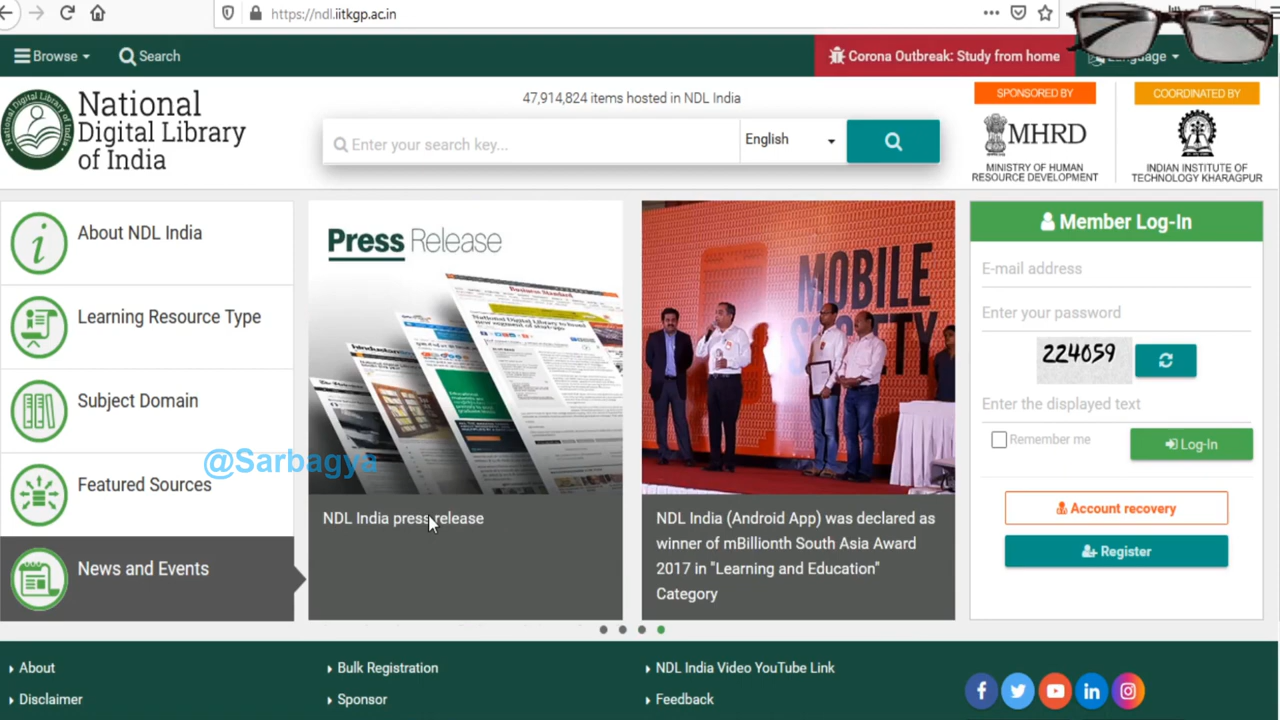 https://ndl.iitkgp.ac.in
Browse
Search
Corona Outbreak: Study from home
Language
National
Digital Library
of India
47,914,824 items hosted in NDL India
Enter your search key...
English
SPONSORED BY
MHRD
MINISTRY OF HUMAN
RESOURCE DEVELOPMENT
COORDINATED BY
INDIAN INSTITUTE OF
TECHNOLOGY KHARAGPUR
About NDL India
Learning Resource Type
Subject Domain
@Sarbagya
Featured Sources
News and Events
Press Release
Business Standard
NDL India press release
MOBILE
SOCIETY
NDL India (Android App) was declared as
winner of mBillionth South Asia Award
2017 in "Learning and Education"
Category
Member Log-In
E-mail address
Enter your password
224059
Enter the displayed text
Remember me
Log-In
Account recovery
Register
About
Bulk Registration
NDL India Video YouTube Link
Disclaimer
Sponsor
Feedback